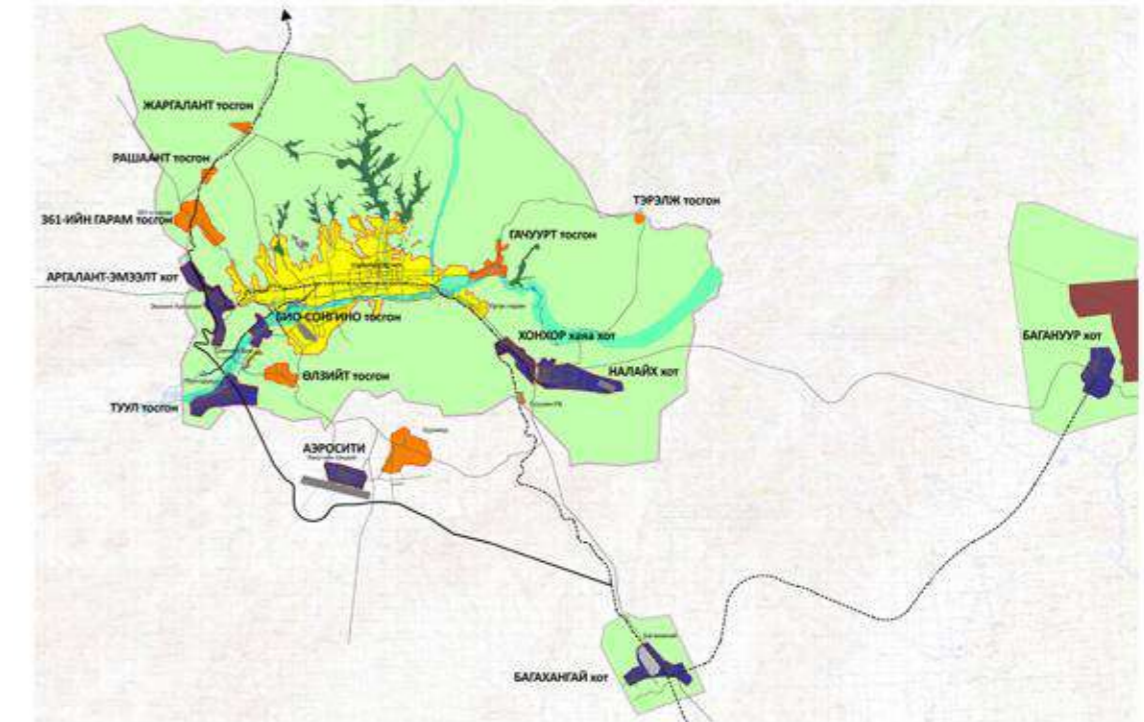 ЖАРГАЛАНТ тосгон
РАШААНТ тосгон
ТЭРЭЛЖ тосгон
361-ИЙН ГАРАМ тосгон
ГАЧУУРТ тосгон
АРГАЛАНТ-ЭМЭЭЛТ хот
БИО-СОНГИНО тосгон
ХОНХОР хаяа хот
БАГАНУУР хот
НАЛАЙХ хот
ӨЛЗИЙТ тосгон
ТУУЛ тосгон
АЭРОСИТИ
БАГАХАНГАЙ хот